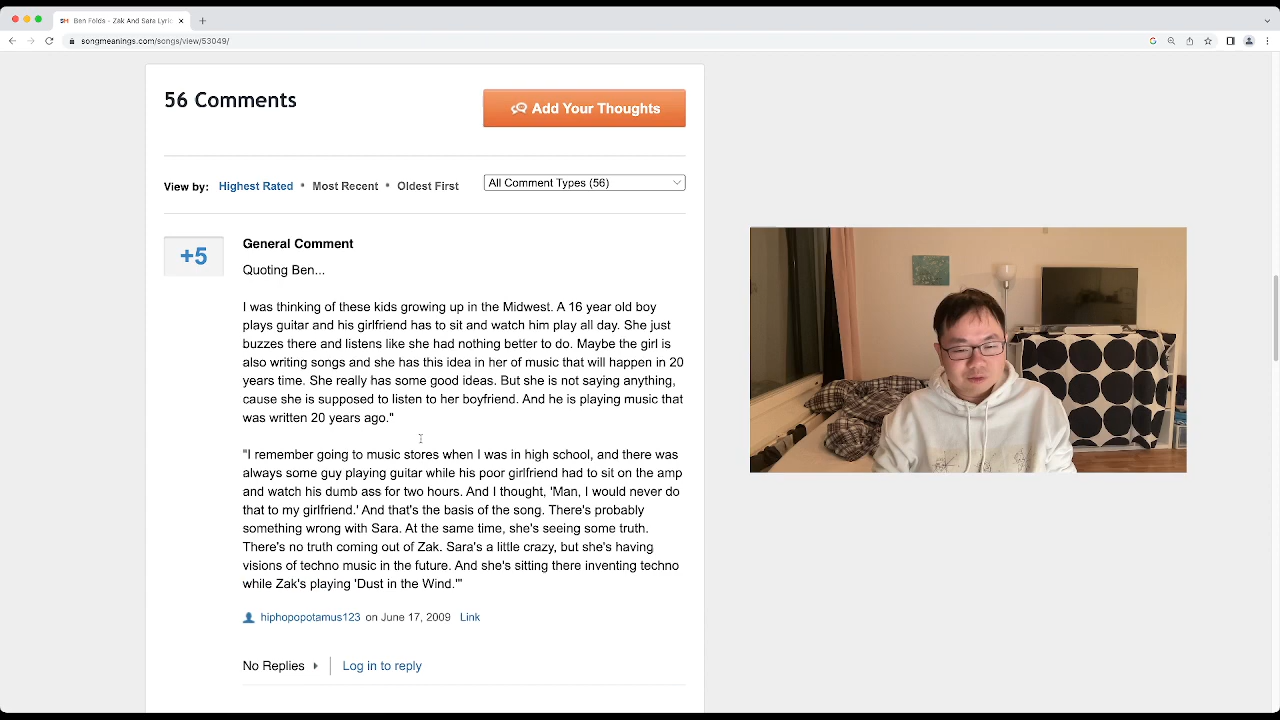 Ben Folds - Zak And Sara Lyric
songmeanings.com/songs/view/53049/
56 Comments
Add Your Thoughts
View by: Highest Rated • Most Recent • Oldest First
All Comment Types (56)
+5
General Comment
Quoting Ben...
I was thinking of these kids growing up in the Midwest. A 16 year old boy
plays guitar and his girlfriend has to sit and watch him play all day. She just
buzzes there and listens like she had nothing better to do. Maybe the girl is
also writing songs and she has this idea in her of music that will happen in 20
years time. She really has some good ideas. But she is not saying anything,
cause she is supposed to listen to her boyfriend. And he is playing music that
was written 20 years ago."
"I remember going to music stores when I was in high school, and there was
always some guy playing guitar while his poor girlfriend had to sit on the amp
and watch his dumb ass for two hours. And I thought, 'Man, I would never do
that to my girlfriend.' And that's the basis of the song. There's probably
something wrong with Sara. At the same time, she's seeing some truth.
There's no truth coming out of Zak. Sara's a little crazy, but she's having
visions of techno music in the future. And she's sitting there inventing techno
while Zak's playing 'Dust in the Wind.'"
hiphopopotamus123 on June 17, 2009 Link
No Replies
Log in to reply